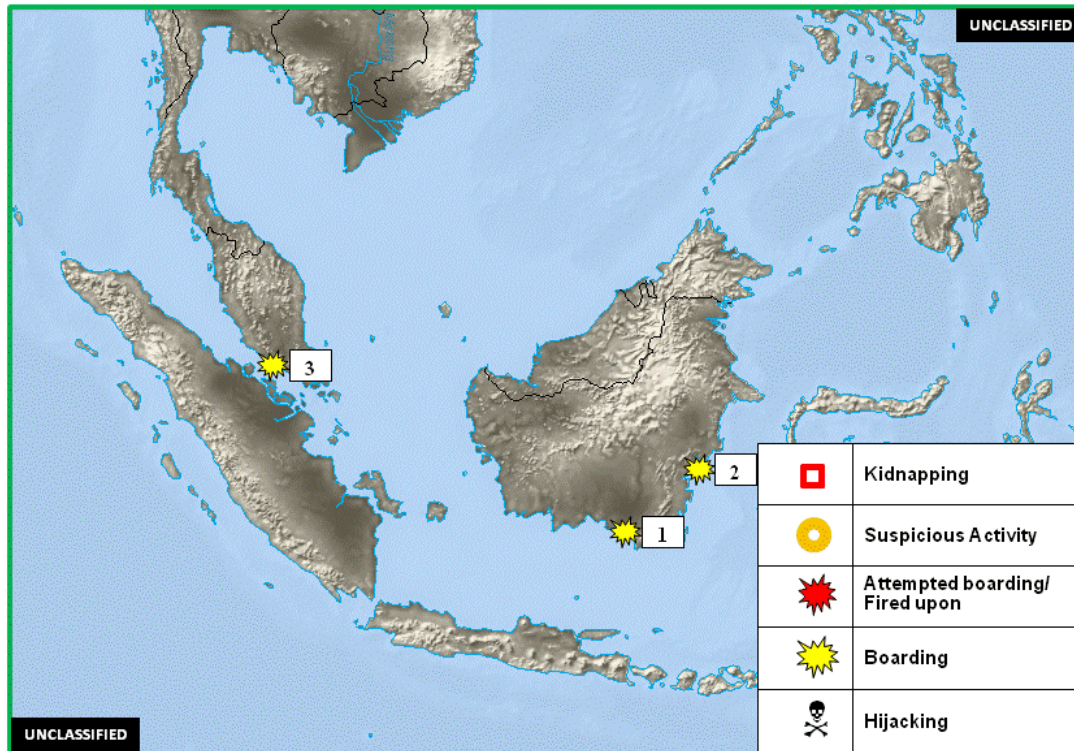 UNCLASSIFIED
3
2
1
Kidnapping
Suspicious Activity
Attempted boarding/
Fired upon
Boarding
Hijacking
UNCLASSIFIED